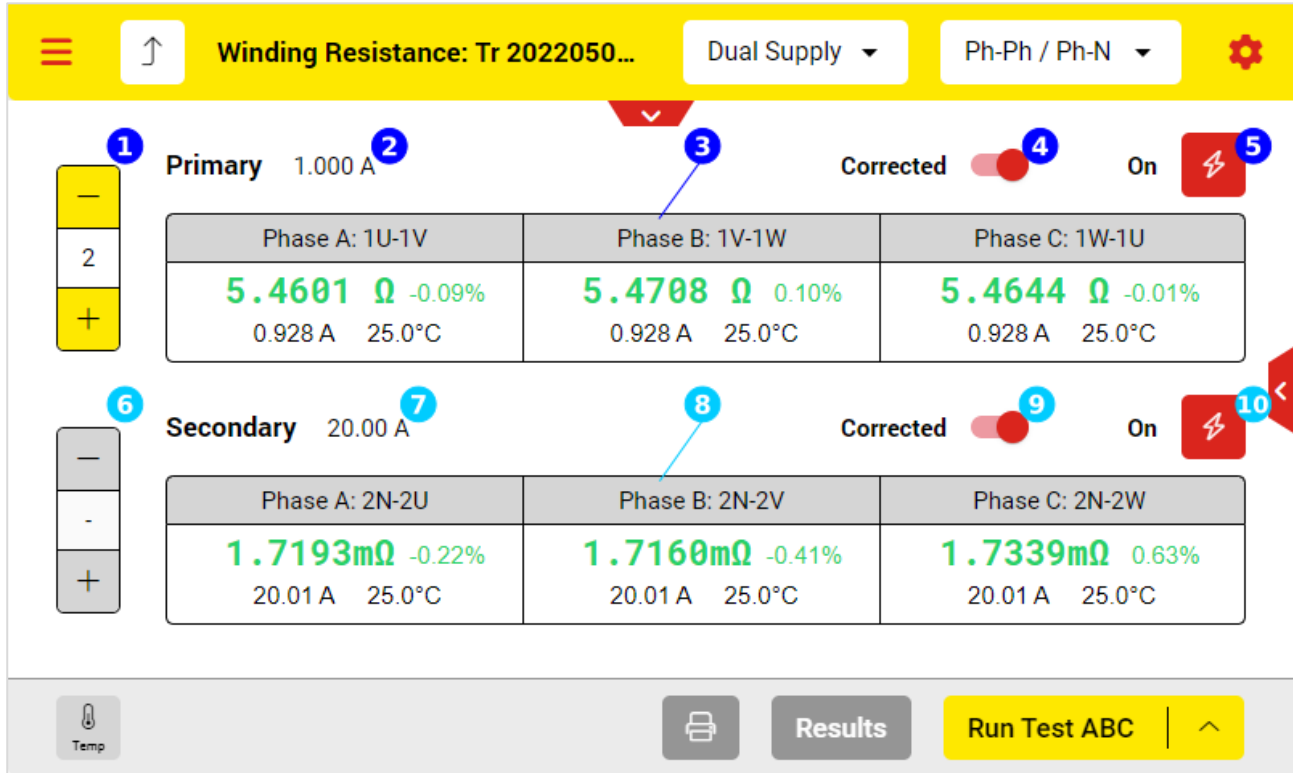 Winding Resistance: Tr 2022050... Dual Supply Ph-Ph / Ph-N
1 2 3 4 5
Primary 1.000 A Corrected On
−
2
+
Phase A: 1U-1V Phase B: 1V-1W Phase C: 1W-1U
5.4601 Ω -0.09% 5.4708 Ω 0.10% 5.4644 Ω -0.01%
0.928 A 25.0°C 0.928 A 25.0°C 0.928 A 25.0°C
6 7 8 9 10
Secondary 20.00 A Corrected On
−
-
+
Phase A: 2N-2U Phase B: 2N-2V Phase C: 2N-2W
1.7193mΩ -0.22% 1.7160mΩ -0.41% 1.7339mΩ 0.63%
20.01 A 25.0°C 20.01 A 25.0°C 20.01 A 25.0°C
Temp Results Run Test ABC